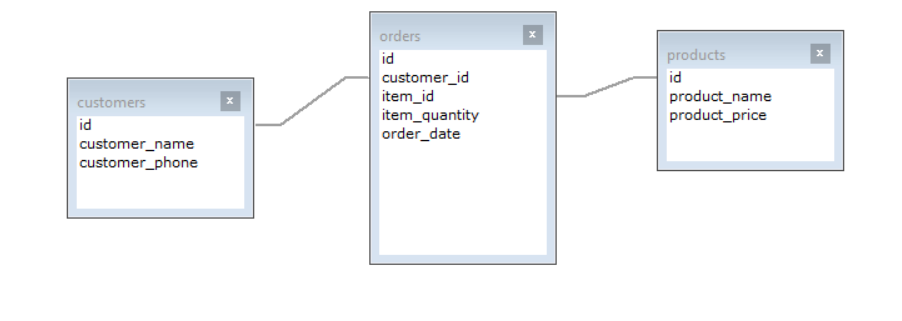 customers
id
customer_name
customer_phone
orders
id
customer_id
item_id
item_quantity
order_date
products
id
product_name
product_price